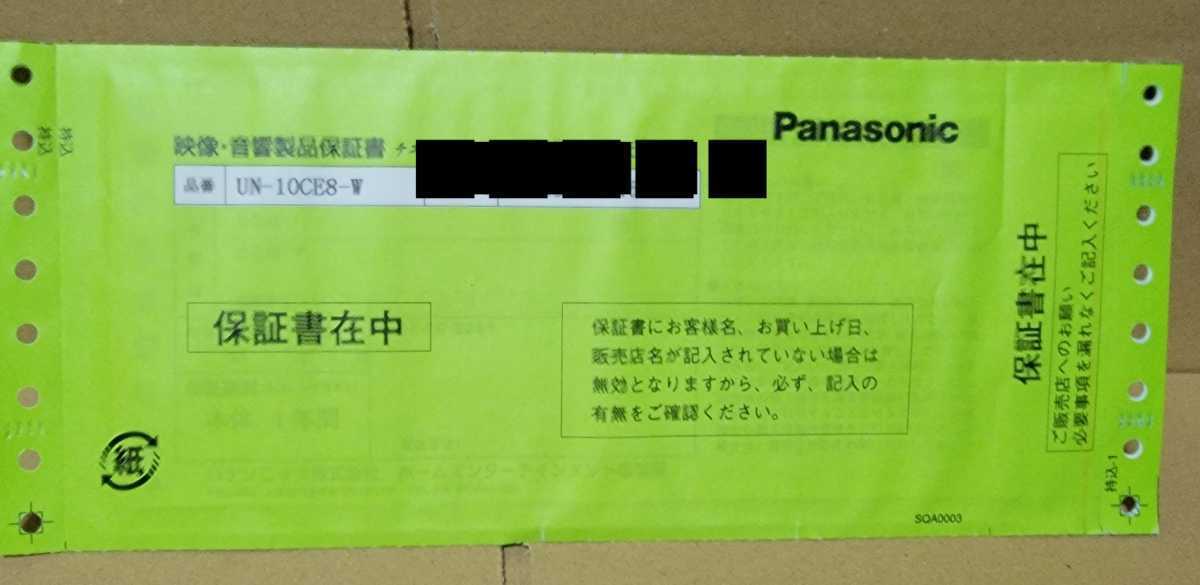 Panasonic
映像・音響製品保証書 チ
品番 UN-10CE8-W
保証書在中
保証書にお客様名、お買い上げ日、
販売店名が記入されていない場合は
無効となりますから、必ず、記入の
有無をご確認ください。
保証書在中
ご販売店へのお願い
必要事項を漏れなくご記入ください
紙
SQA0003
持込-1
持込
持込